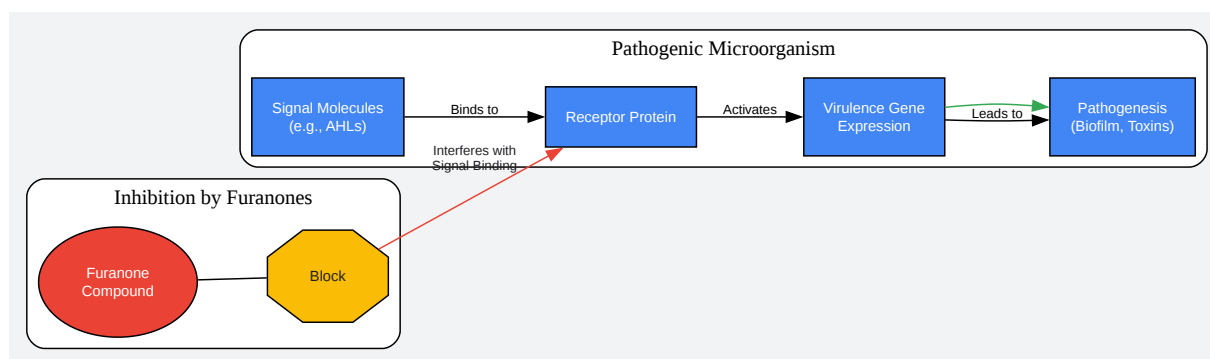 Pathogenic Microorganism
Signal Molecules
(e.g., AHLs)
Binds to
Receptor Protein
Activates
Virulence Gene
Expression
Leads to
Pathogenesis
(Biofilm, Toxins)
Interferes with
Signal Binding
Inhibition by Furanones
Furanone
Compound
Block